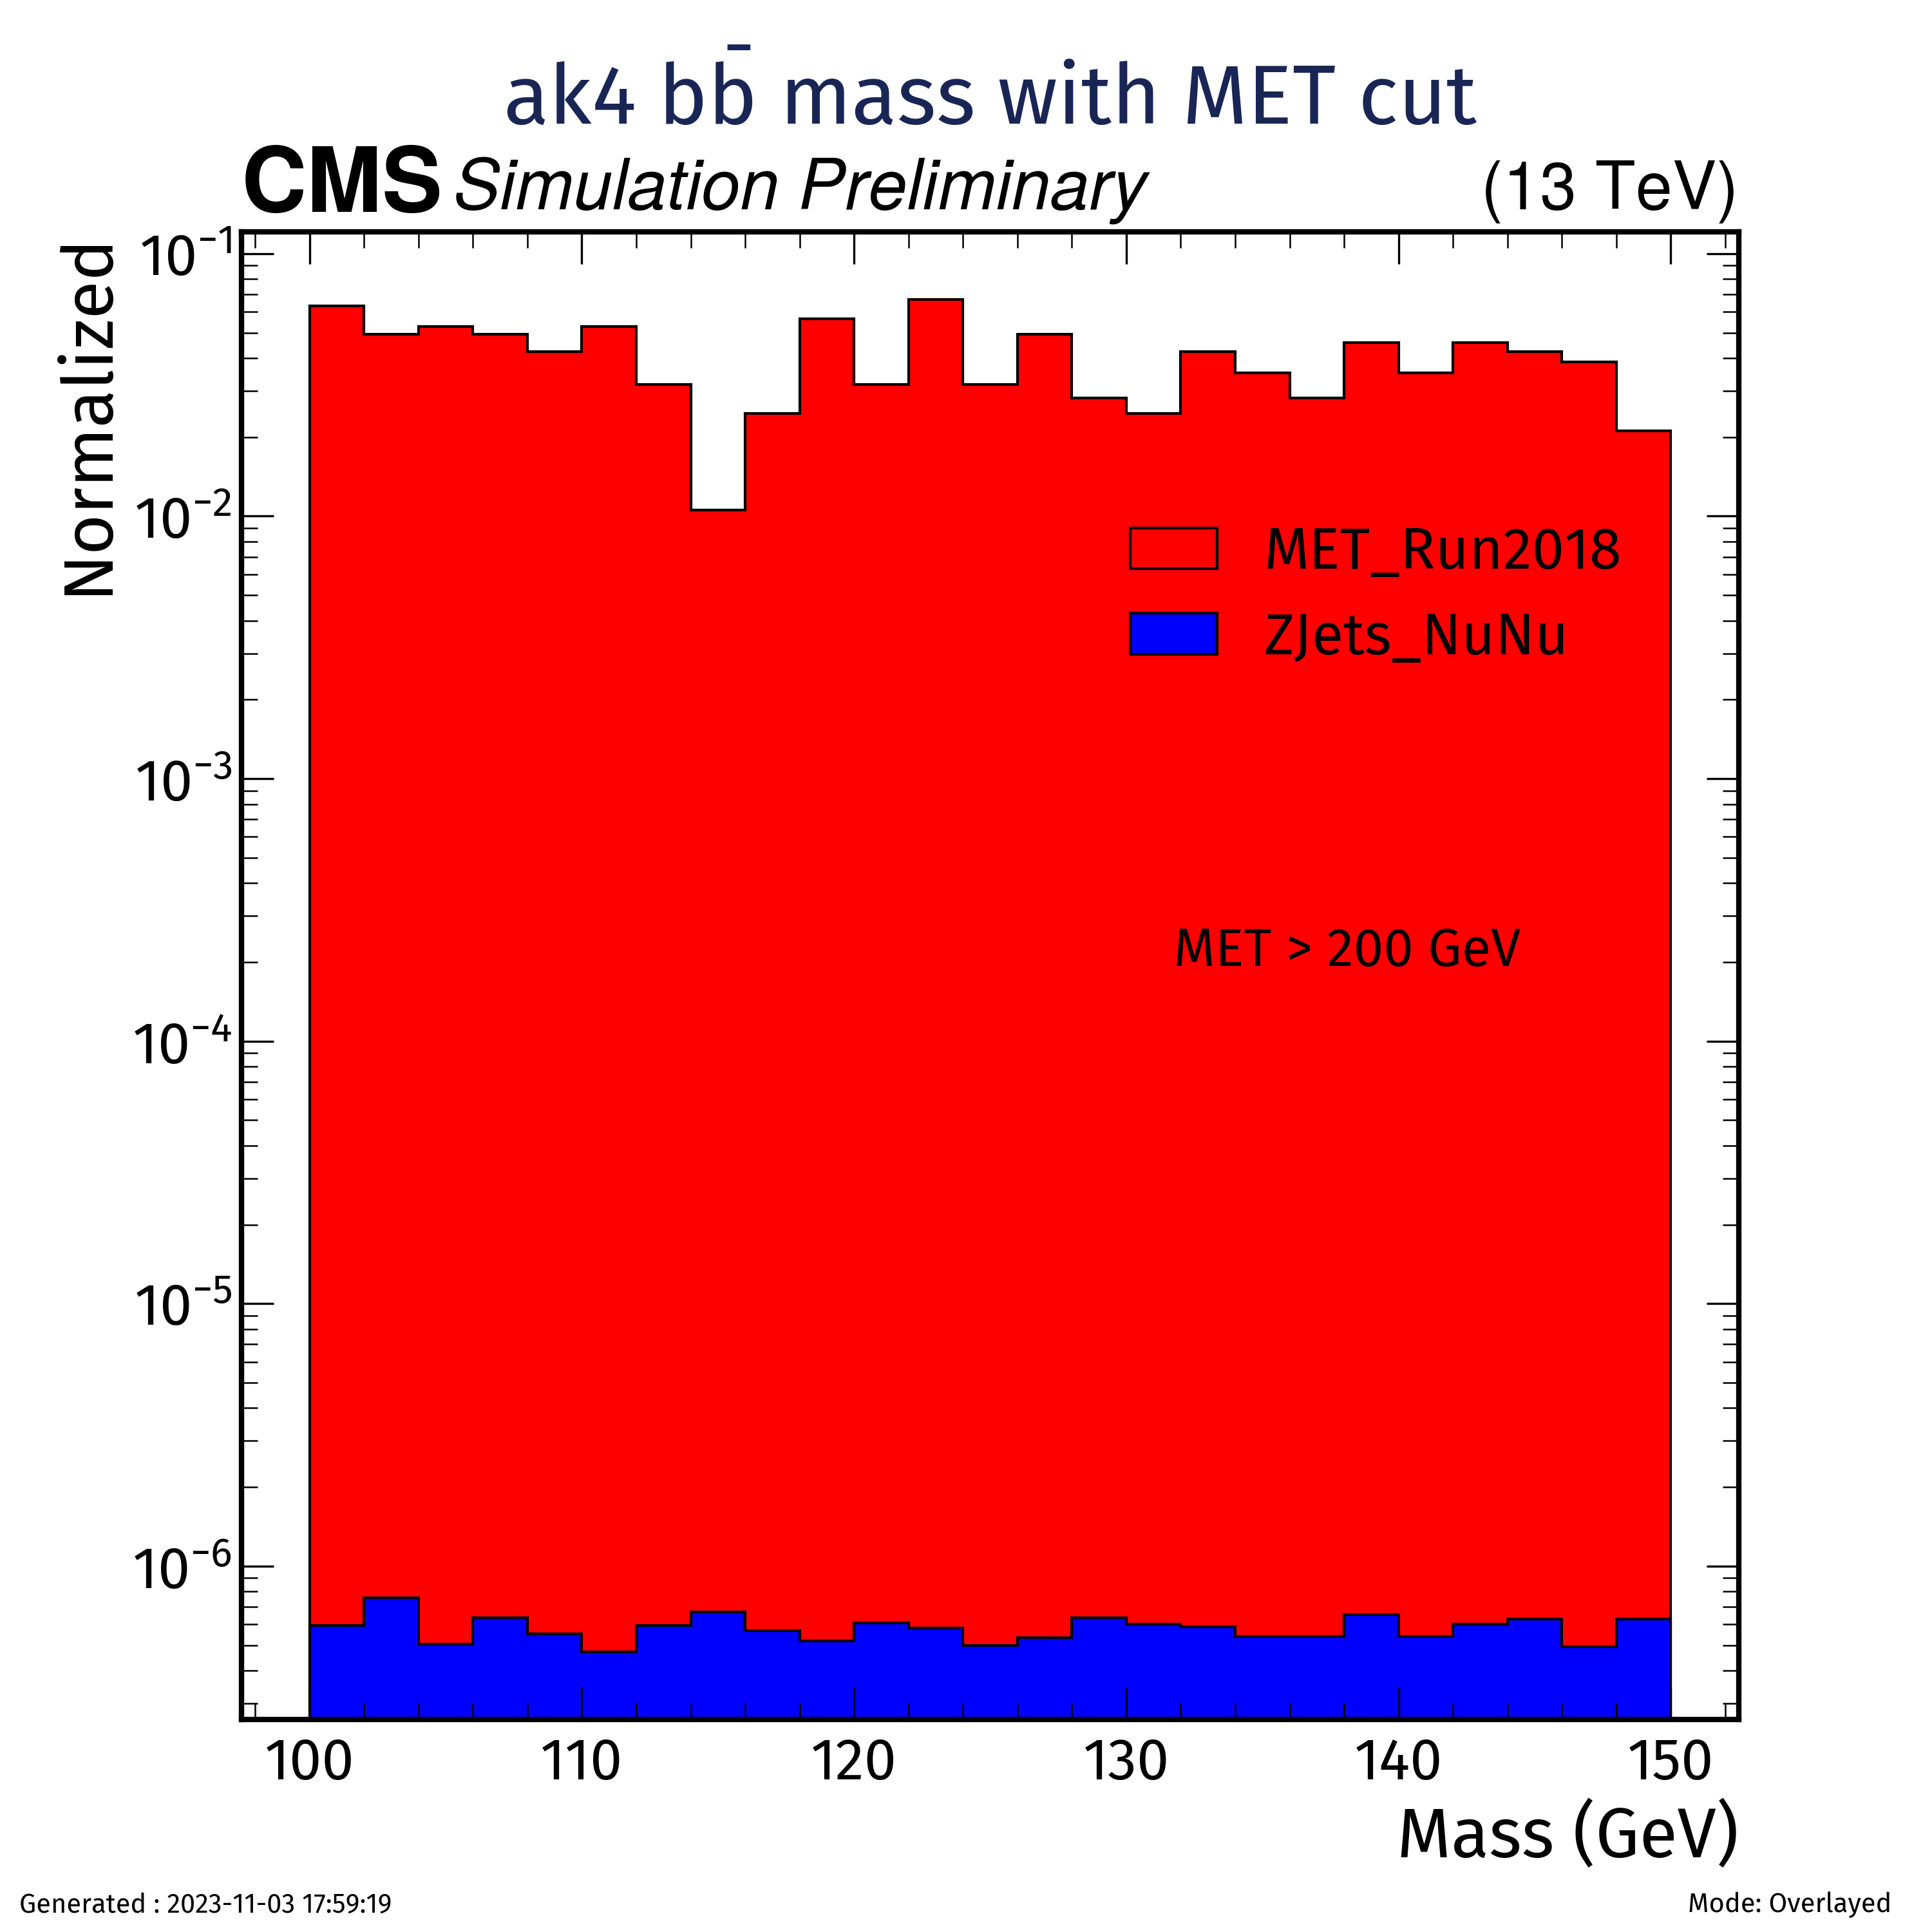 ak4 bb̄ mass with MET cut
CMS Simulation Preliminary (13 TeV)
Normalized
10⁻¹
10⁻²
10⁻³
10⁻⁴
10⁻⁵
10⁻⁶
MET_Run2018
ZJets_NuNu
MET > 200 GeV
100 110 120 130 140 150
Mass (GeV)
Generated : 2023-11-03 17:59:19
Mode: Overlayed